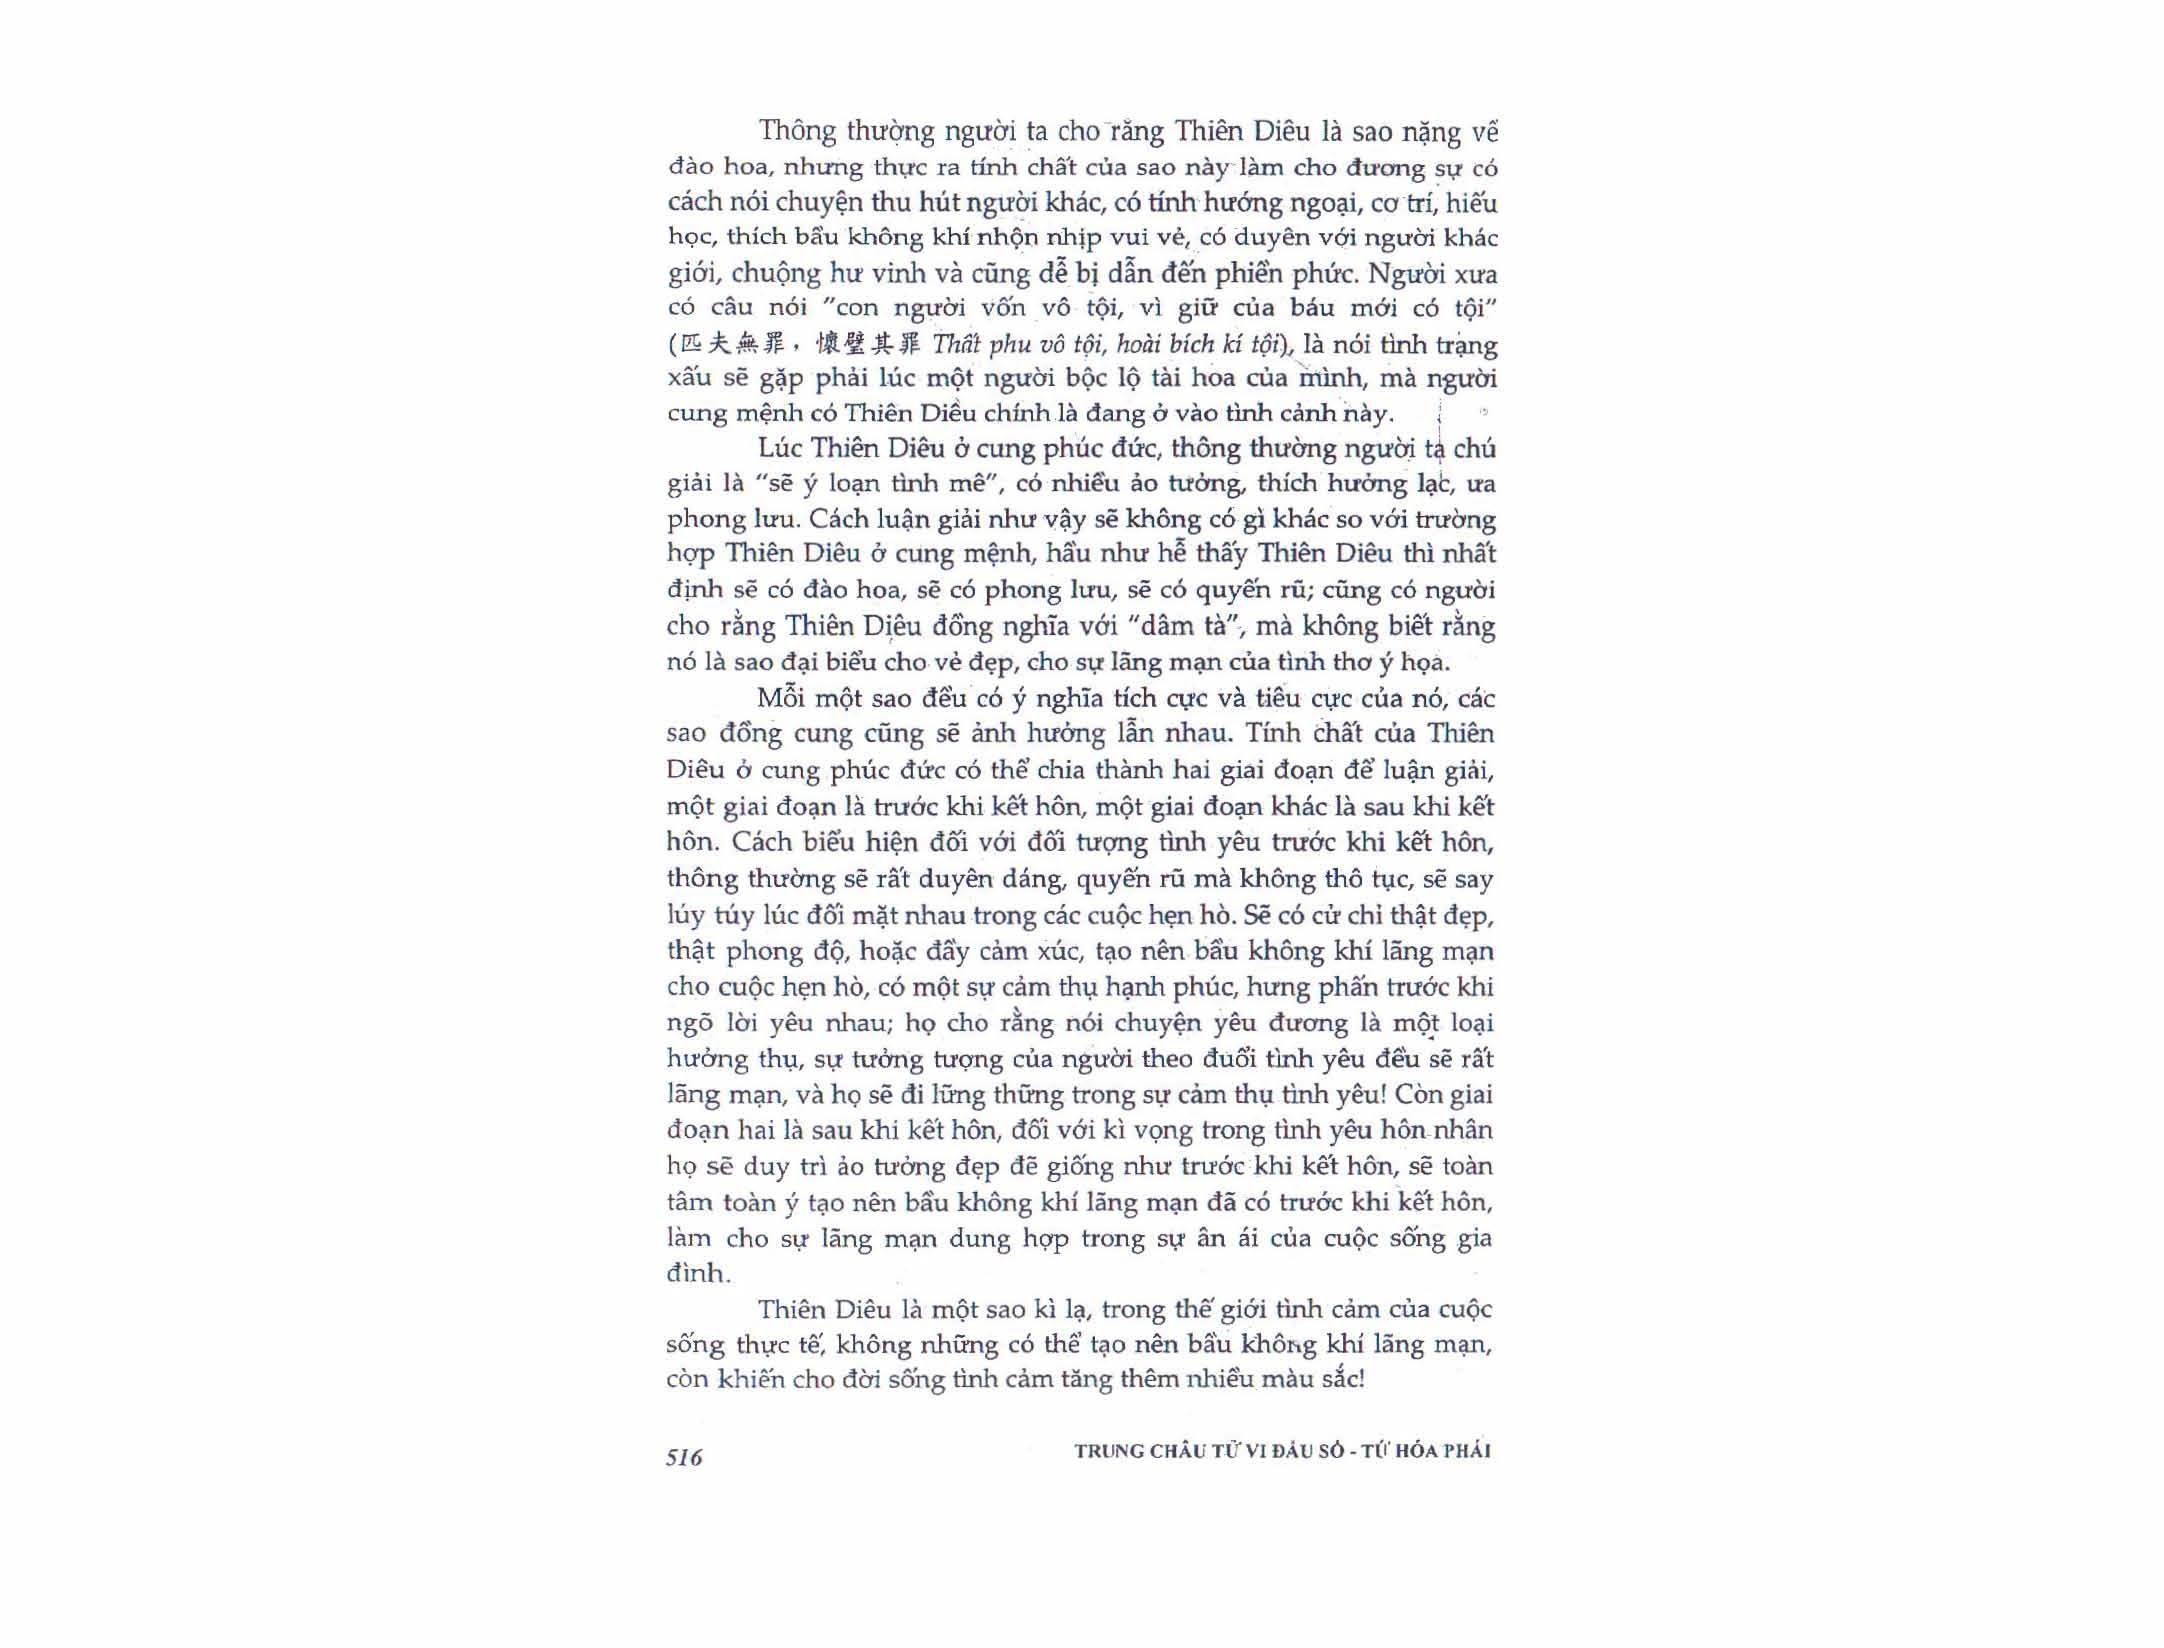 Thông thường người ta cho rằng Thiên Diêu là sao nặng về
đào hoa, nhưng thực ra tính chất của sao này làm cho đương sự có
cách nói chuyện thu hút người khác, có tính hướng ngoại, cơ trí, hiếu
học, thích bầu không khí nhộn nhịp vui vẻ, có duyên với người khác
giới, chuộng hư vinh và cũng dễ bị dẫn đến phiền phức. Người xưa
có câu nói "con người vốn vô tội, vì giữ của báu mới có tội"
(匹夫無罪，懷璧其罪 Thất phu vô tội, hoài bích kí tội), là nói tình trạng
xấu sẽ gặp phải lúc một người bộc lộ tài hoa của mình, mà người
cung mệnh có Thiên Diêu chính là đang ở vào tình cảnh này.
Lúc Thiên Diêu ở cung phúc đức, thông thường người ta chú
giải là "sẽ ý loạn tình mê", có nhiều ảo tưởng, thích hưởng lạc, ưa
phong lưu. Cách luận giải như vậy sẽ không có gì khác so với trường
hợp Thiên Diêu ở cung mệnh, hầu như hễ thấy Thiên Diêu thì nhất
định sẽ có đào hoa, sẽ có phong lưu, sẽ có quyến rũ; cũng có người
cho rằng Thiên Diêu đồng nghĩa với "dâm tà", mà không biết rằng
nó là sao đại biểu cho vẻ đẹp, cho sự lãng mạn của tình thơ ý họa.
Mỗi một sao đều có ý nghĩa tích cực và tiêu cực của nó, các
sao đồng cung cũng sẽ ảnh hưởng lẫn nhau. Tính chất của Thiên
Diêu ở cung phúc đức có thể chia thành hai giai đoạn để luận giải,
một giai đoạn là trước khi kết hôn, một giai đoạn khác là sau khi kết
hôn. Cách biểu hiện đối với đối tượng tình yêu trước khi kết hôn,
thông thường sẽ rất duyên dáng, quyến rũ mà không thô tục, sẽ say
lúy túy lúc đối mặt nhau trong các cuộc hẹn hò. Sẽ có cử chỉ thật đẹp,
thật phong độ, hoặc đầy cảm xúc, tạo nên bầu không khí lãng mạn
cho cuộc hẹn hò, có một sự cảm thụ hạnh phúc, hưng phấn trước khi
ngõ lời yêu nhau; họ cho rằng nói chuyện yêu đương là một loại
hưởng thụ, sự tưởng tượng của người theo đuổi tình yêu đều sẽ rất
lãng mạn, và họ sẽ đi lững thững trong sự cảm thụ tình yêu! Còn giai
đoạn hai là sau khi kết hôn, đối với kì vọng trong tình yêu hôn nhân
họ sẽ duy trì ảo tưởng đẹp đẽ giống như trước khi kết hôn, sẽ toàn
tâm toàn ý tạo nên bầu không khí lãng mạn đã có trước khi kết hôn,
làm cho sự lãng mạn dung hợp trong sự ân ái của cuộc sống gia
đình.
Thiên Diêu là một sao kì lạ, trong thế giới tình cảm của cuộc
sống thực tế, không những có thể tạo nên bầu không khí lãng mạn,
còn khiến cho đời sống tình cảm tăng thêm nhiều màu sắc!
516
TRUNG CHÂU TỬ VI ĐẨU SỐ - TỨ HÓA PHÁI